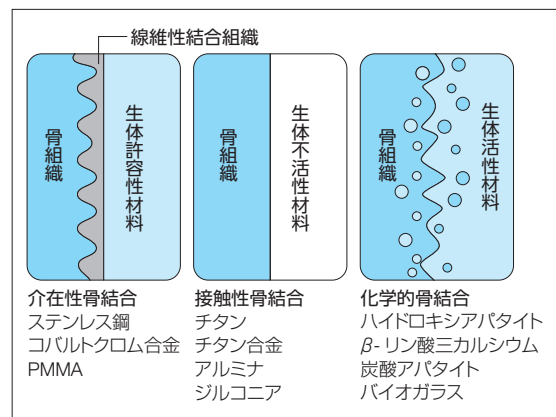 線維性結合組織
骨組織
生体許容性材料
骨組織
生体不活性材料
骨組織
生体活性材料
介在性骨結合
ステンレス鋼
コバルトクロム合金
PMMA
接触性骨結合
チタン
チタン合金
アルミナ
ジルコニア
化学的骨結合
ハイドロキシアパタイト
β-リン酸三カルシウム
炭酸アパタイト
バイオガラス